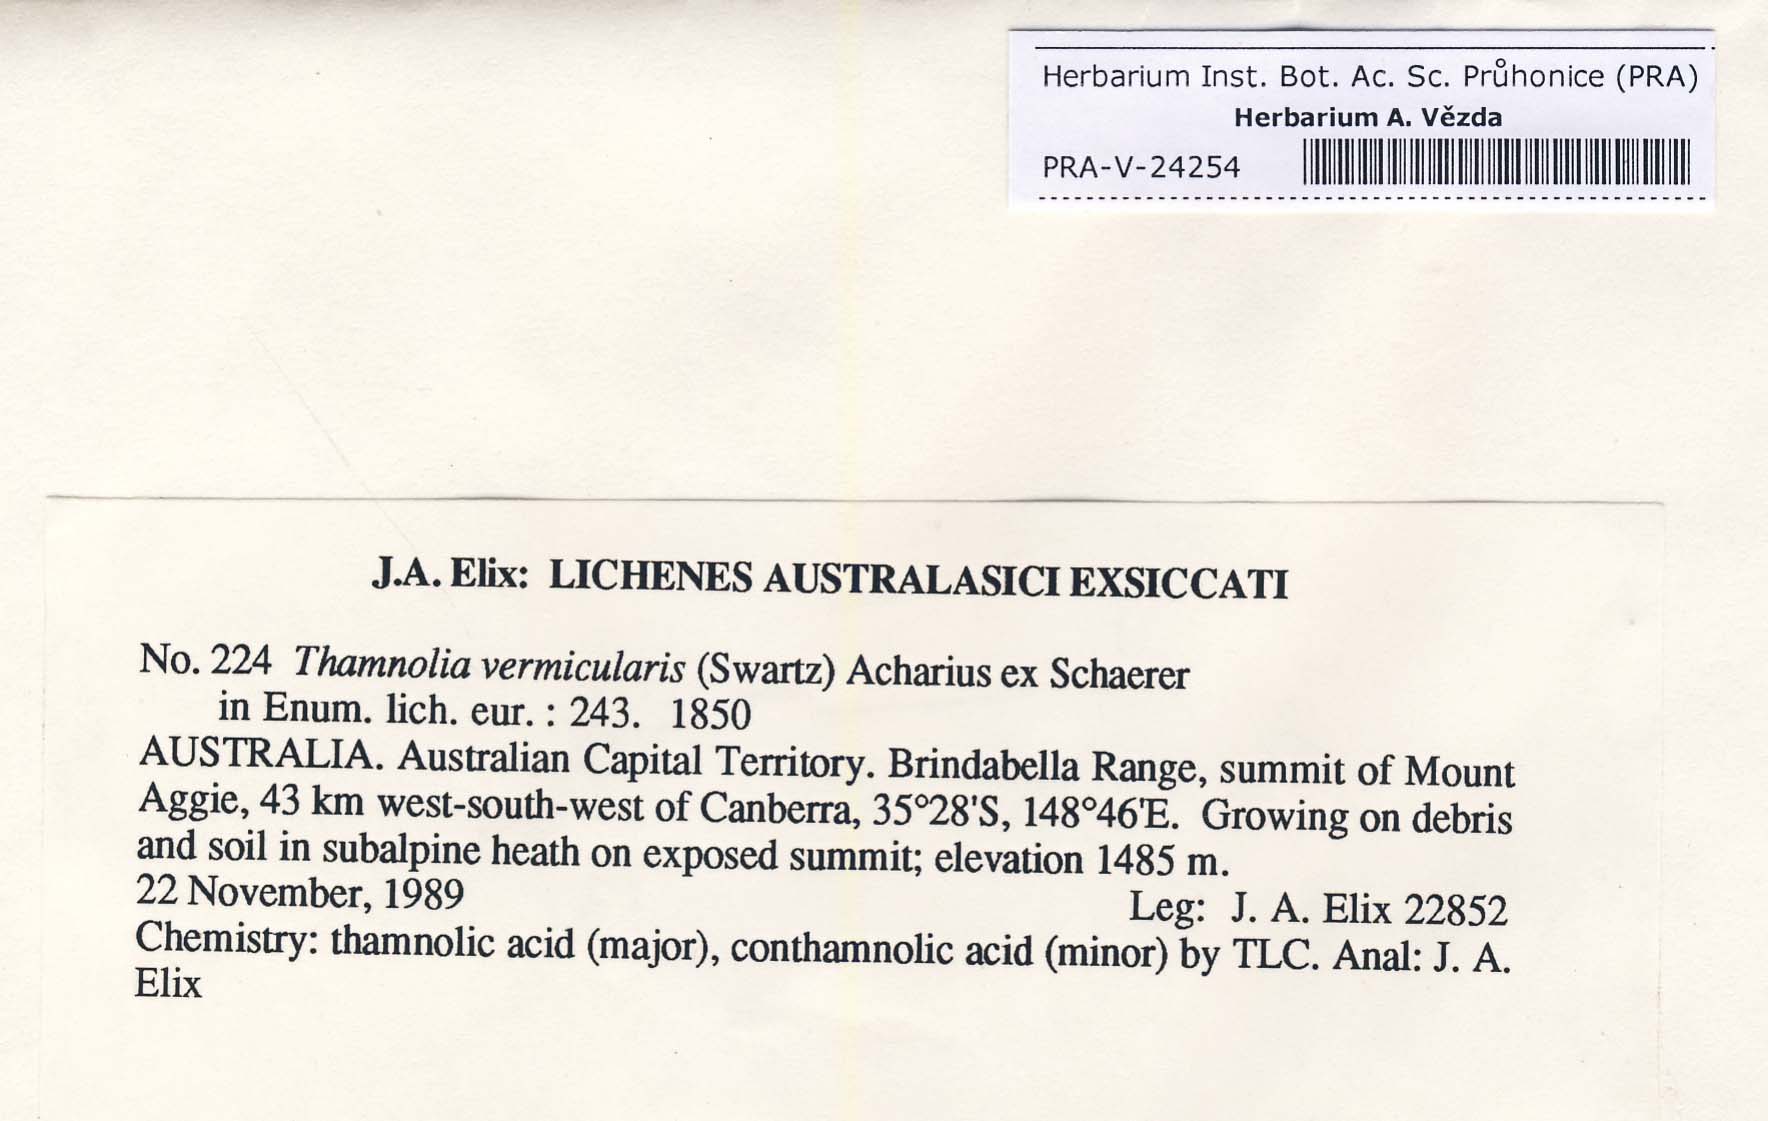 Herbarium Inst. Bot. Ac. Sc. Průhonice (PRA)
Herbarium A. Vězda
PRA-V-24254
J.A. Elix: LICHENES AUSTRALASICI EXSICCATI
No. 224 Thamnolia vermicularis (Swartz) Acharius ex Schaerer
in Enum. lich. eur. : 243. 1850
AUSTRALIA. Australian Capital Territory. Brindabella Range, summit of Mount
Aggie, 43 km west-south-west of Canberra, 35°28'S, 148°46'E. Growing on debris
and soil in subalpine heath on exposed summit; elevation 1485 m.
22 November, 1989 Leg: J. A. Elix 22852
Chemistry: thamnolic acid (major), conthamnolic acid (minor) by TLC. Anal: J. A.
Elix